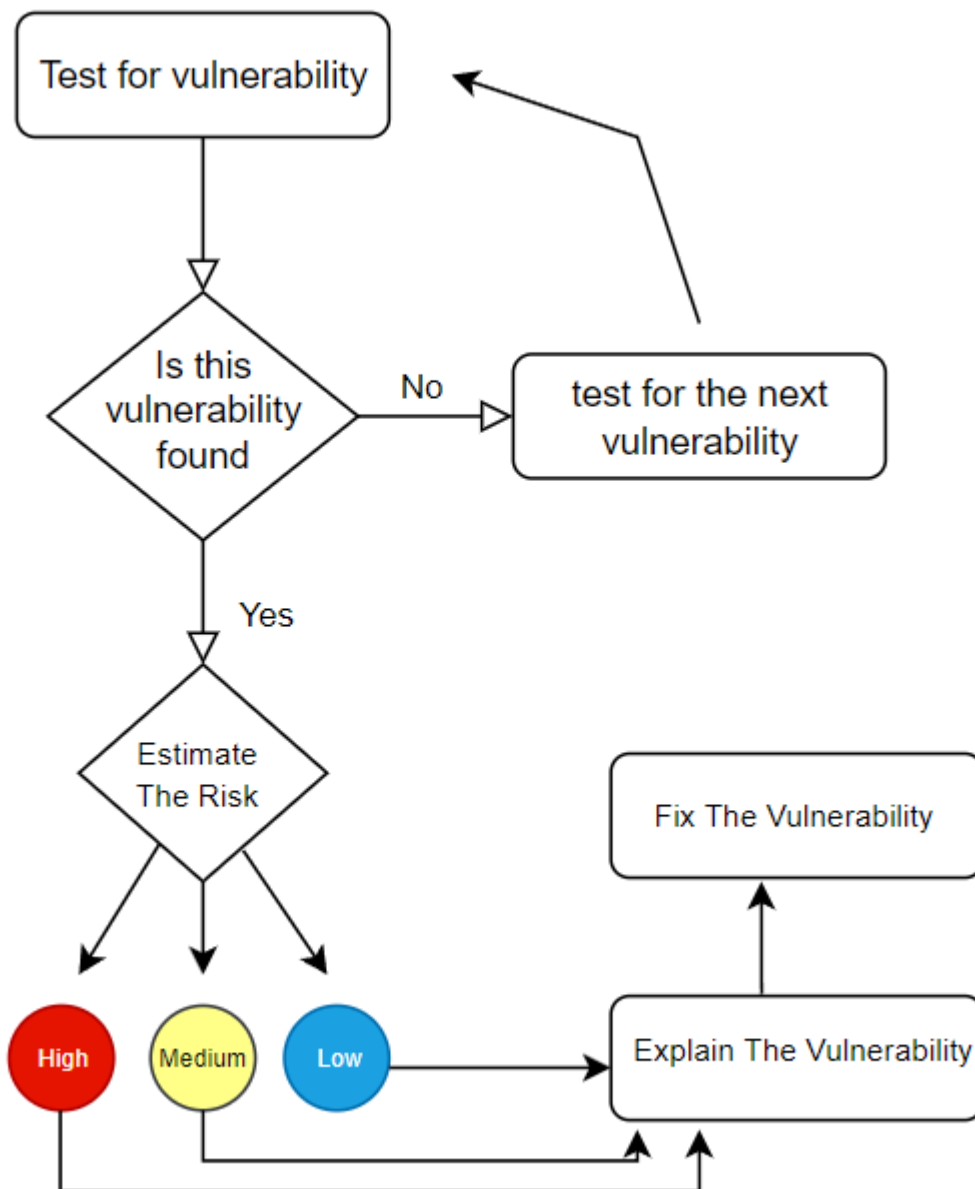 Test for vulnerability
Is this
vulnerability
found
No
test for the next
vulnerability
Yes
Estimate
The Risk
Fix The Vulnerability
High
Medium
Low
Explain The Vulnerability